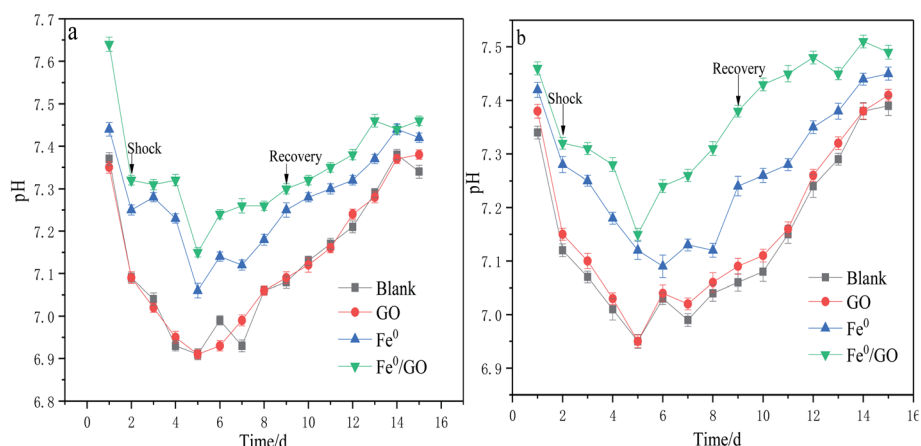 a
7.7
7.6
7.5
7.4
7.3
7.2
7.1
7.0
6.9
6.8
pH
Shock
Recovery
Blank
GO
Fe⁰
Fe⁰/GO
0 2 4 6 8 10 12 14 16
Time/d
b
7.5
7.4
7.3
7.2
7.1
7.0
6.9
pH
Shock
Recovery
Blank
GO
Fe⁰
Fe⁰/GO
0 2 4 6 8 10 12 14 16
Time/d